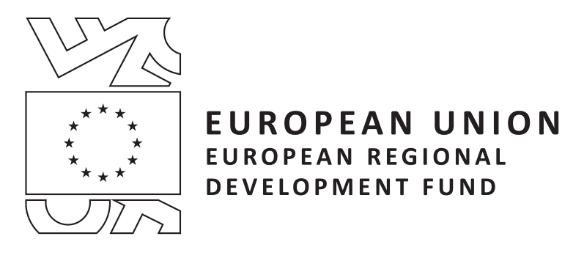 EUROPEAN UNION
EUROPEAN REGIONAL
DEVELOPMENT FUND